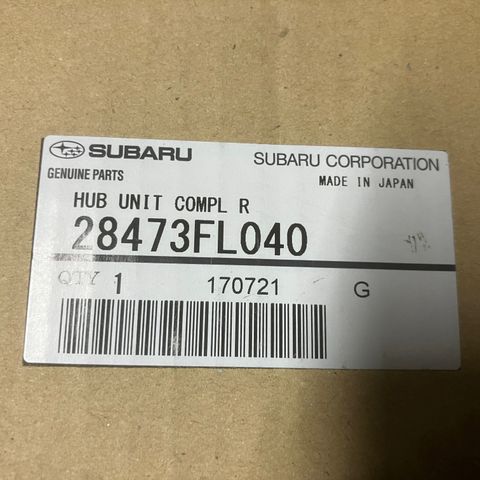 SUBARU SUBARU CORPORATION
GENUINE PARTS MADE IN JAPAN
HUB UNIT COMPL R
28473FL040
QTY 1 170721 G